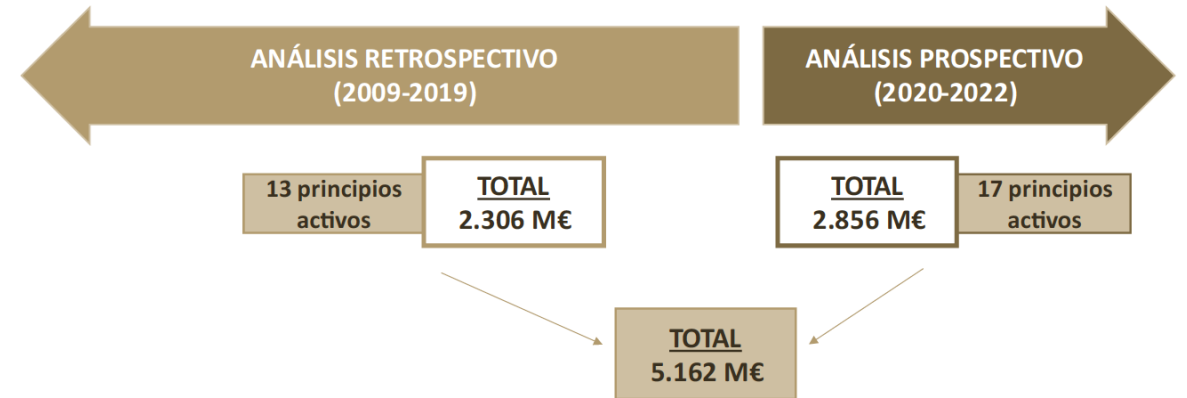 ANÁLISIS RETROSPECTIVO
(2009-2019)
ANÁLISIS PROSPECTIVO
(2020-2022)
13 principios
activos
TOTAL
2.306 M€
TOTAL
2.856 M€
17 principios
activos
TOTAL
5.162 M€